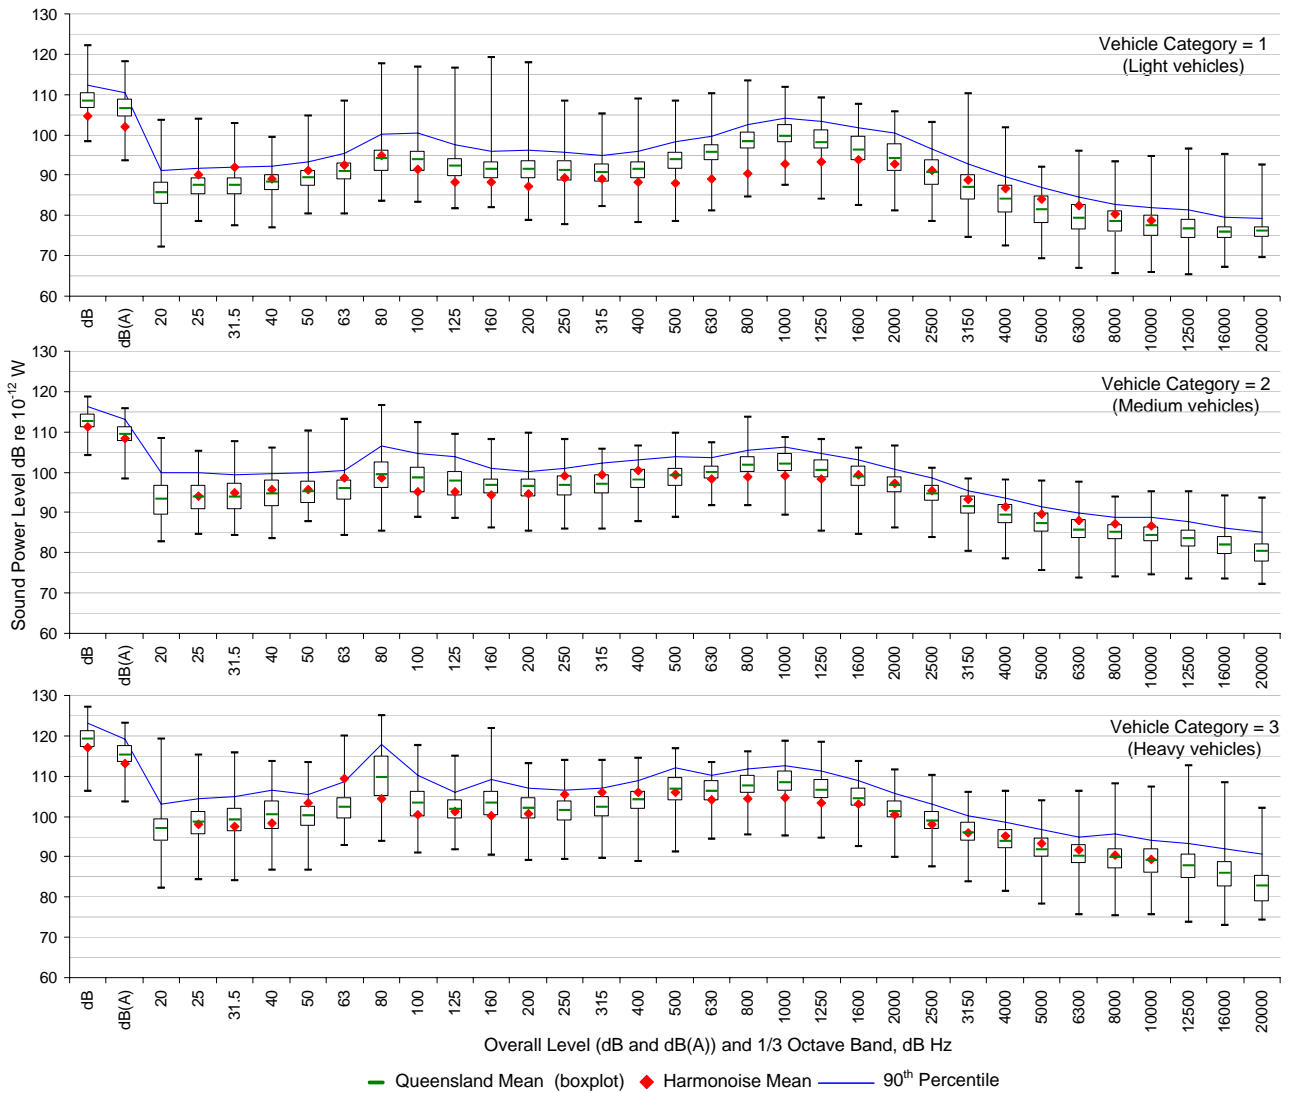 130
120
110
100
90
80
70
60
Vehicle Category = 1
(Light vehicles)
dB dB(A) 20 25 31.5 40 50 63 80 100 125 160 200 250 315 400 500 630 800 1000 1250 1600 2000 2500 3150 4000 5000 6300 8000 10000 12500 16000 20000
Sound Power Level dB re 10⁻¹² W
130
120
110
100
90
80
70
60
Vehicle Category = 2
(Medium vehicles)
dB dB(A) 20 25 31.5 40 50 63 80 100 125 160 200 250 315 400 500 630 800 1000 1250 1600 2000 2500 3150 4000 5000 6300 8000 10000 12500 16000 20000
130
120
110
100
90
80
70
60
Vehicle Category = 3
(Heavy vehicles)
dB dB(A) 20 25 31.5 40 50 63 80 100 125 160 200 250 315 400 500 630 800 1000 1250 1600 2000 2500 3150 4000 5000 6300 8000 10000 12500 16000 20000
Overall Level (dB and dB(A)) and 1/3 Octave Band, dB Hz
Queensland Mean (boxplot) Harmonoise Mean 90th Percentile